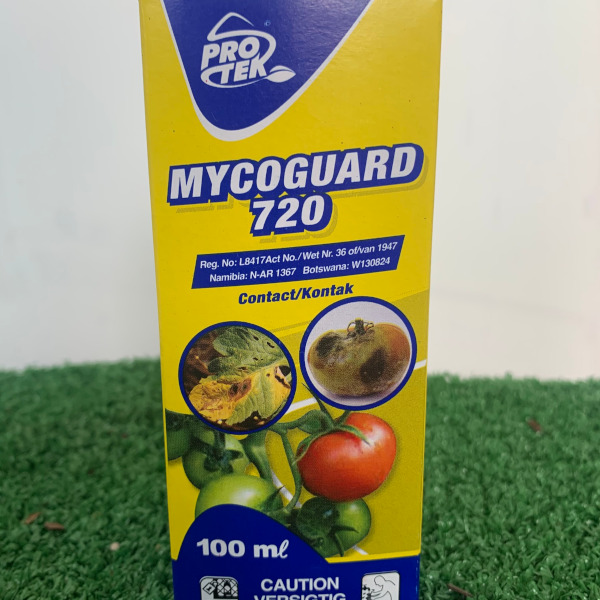 PRO
TEK
MYCOGUARD
720
Reg. No: L8417Act No./Wet Nr. 36 of/van 1947
Namibia: N-AR 1367 Botswana: W130824
Contact/Kontak
100 ml
CAUTION
VERSIGTIG